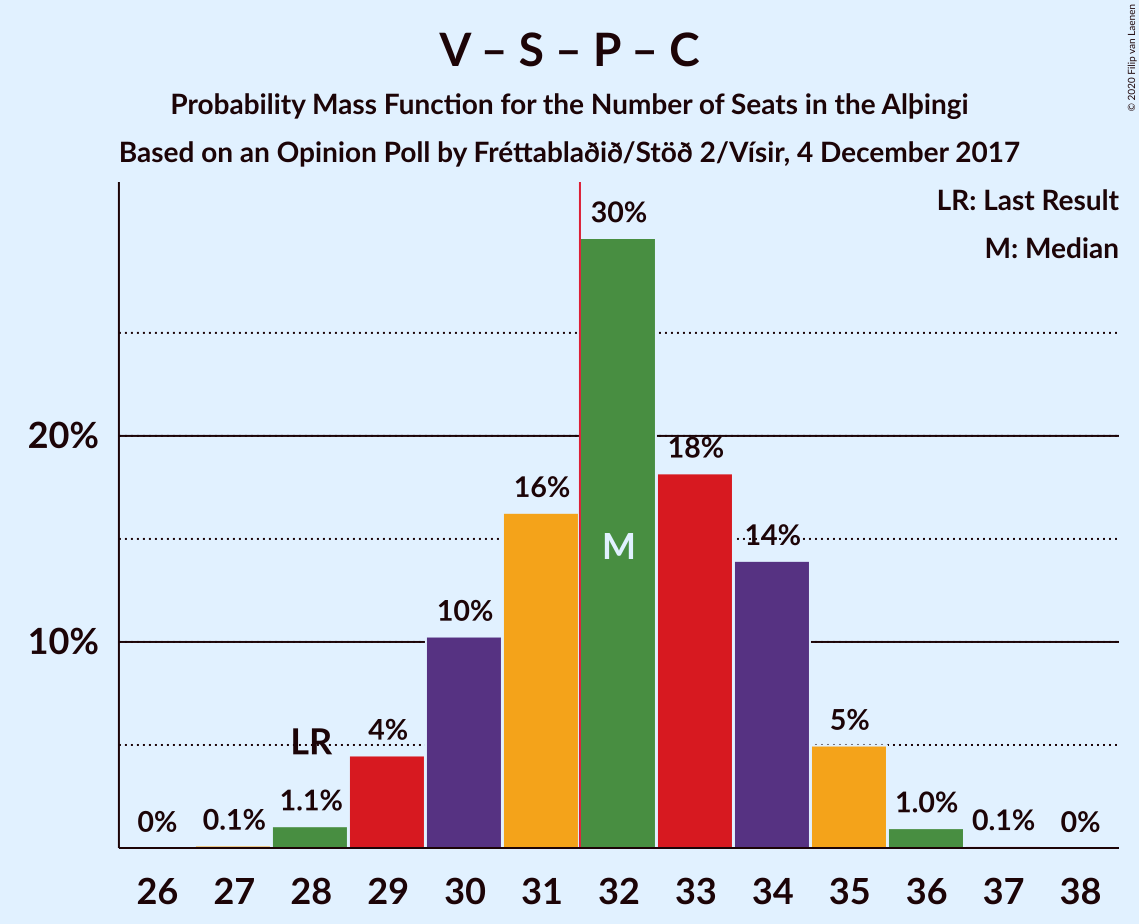 V – S – P – C
Probability Mass Function for the Number of Seats in the Alþingi
Based on an Opinion Poll by Fréttablaðið/Stöð 2/Vísir, 4 December 2017
© 2020 Filip van Laenen
LR: Last Result
M: Median
20%
10%
0%
0.1%
1.1%
LR
4%
10%
16%
30%
M
18%
14%
5%
1.0%
0.1%
0%
26 27 28 29 30 31 32 33 34 35 36 37 38